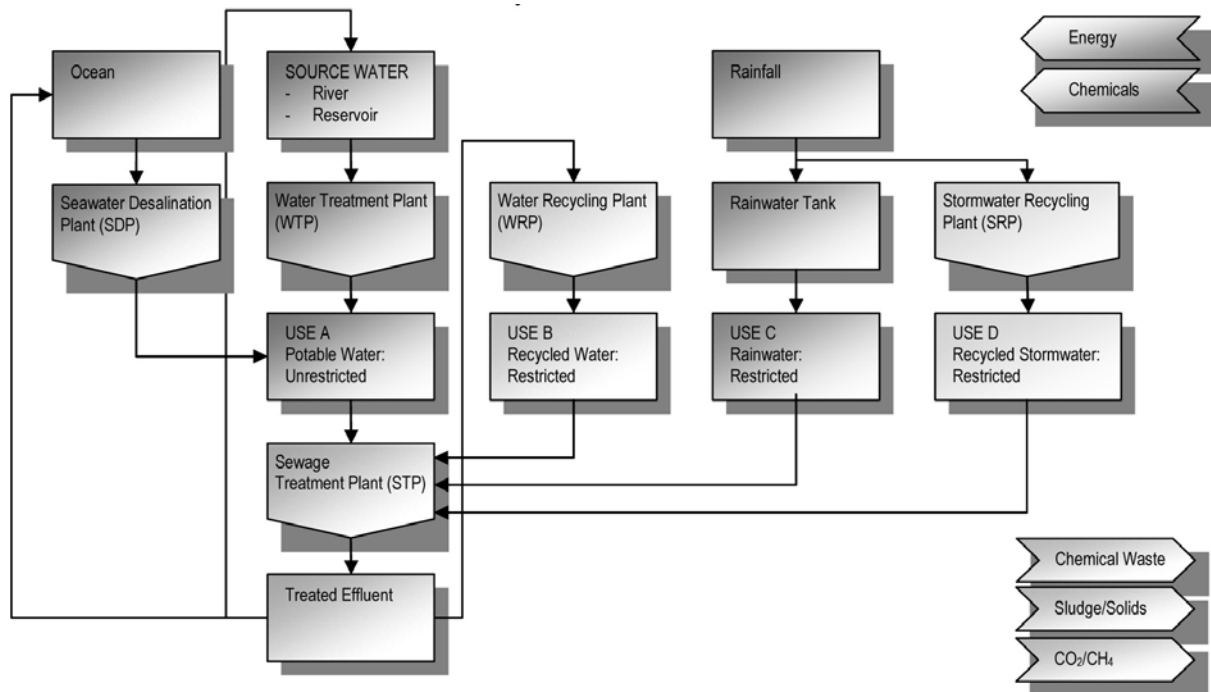 Ocean
SOURCE WATER
- River
- Reservoir
Rainfall
Energy
Chemicals
Seawater Desalination
Plant (SDP)
Water Treatment Plant
(WTP)
Water Recycling Plant
(WRP)
Rainwater Tank
Stormwater Recycling
Plant (SRP)
USE A
Potable Water:
Unrestricted
USE B
Recycled Water:
Restricted
USE C
Rainwater:
Restricted
USE D
Recycled Stormwater:
Restricted
Sewage
Treatment Plant (STP)
Treated Effluent
Chemical Waste
Sludge/Solids
CO₂/CH₄